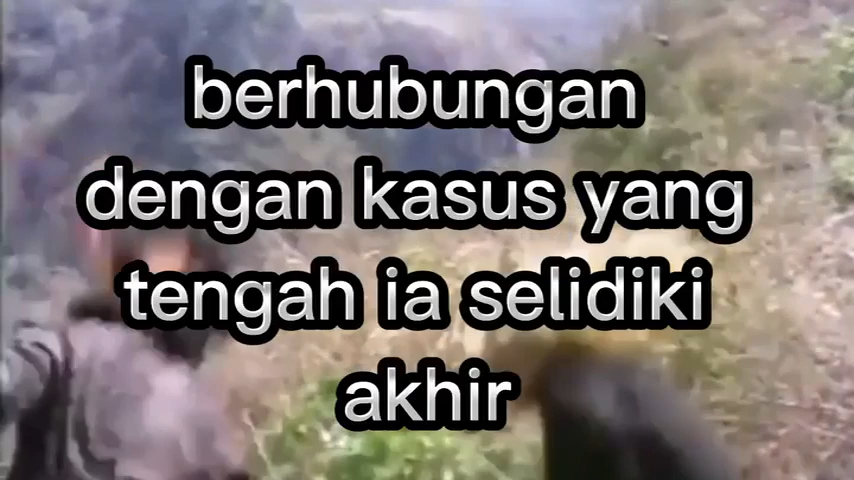 berhubungan
dengan kasus yang
tengah ia selidiki
akhir